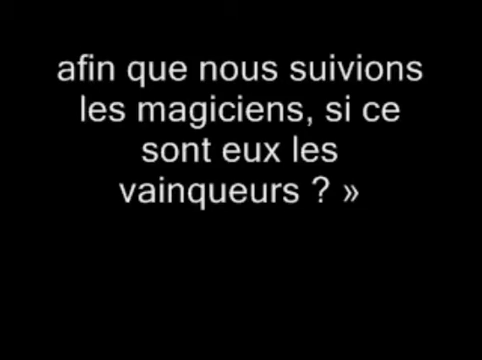 afin que nous suivions
les magiciens, si ce
sont eux les
vainqueurs ? »